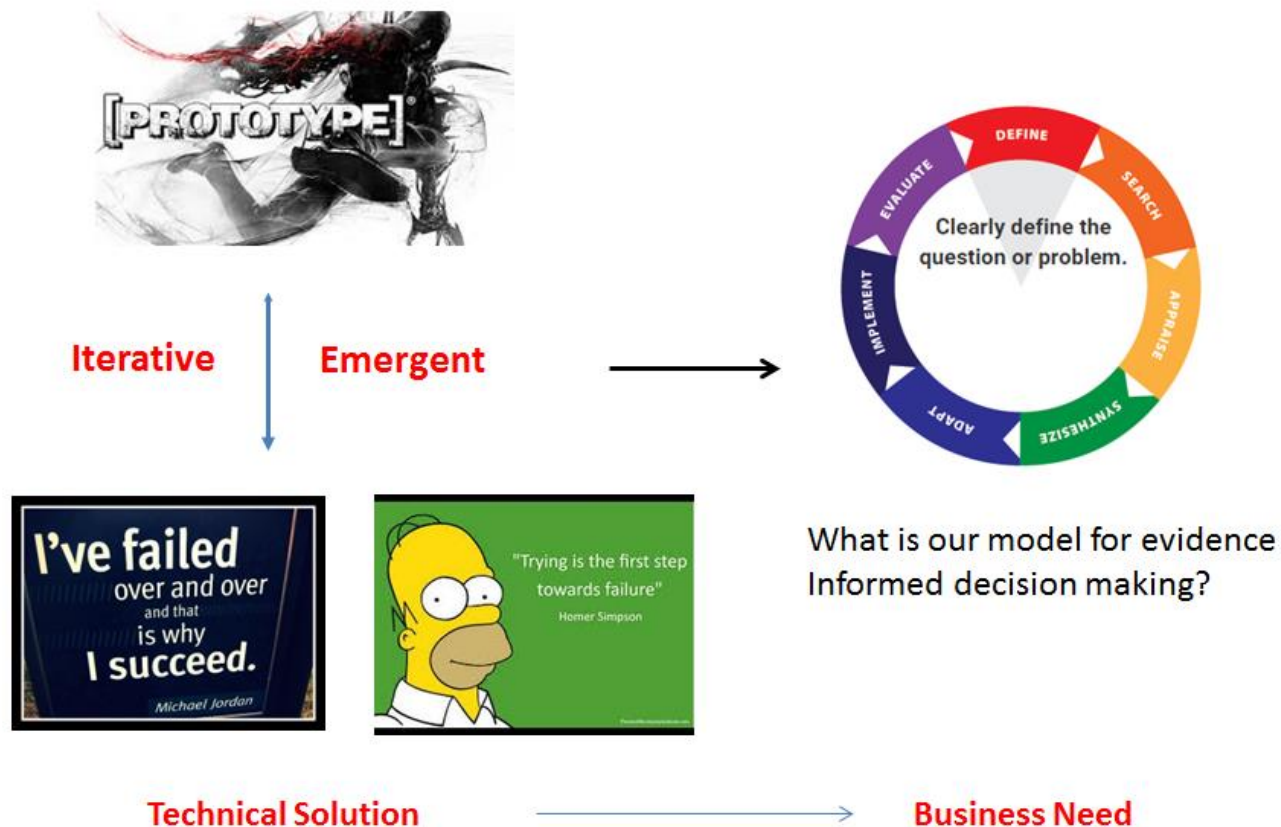 [PROTOTYPE]®
Iterative
Emergent
I've failed
over and over
and that
is why
I succeed.
Michael Jordan
"Trying is the first step
towards failure"
Homer Simpson
DEFINE
SEARCH
APPRAISE
SYNTHESIZE
ADAPT
IMPLEMENT
EVALUATE
Clearly define the
question or problem.
What is our model for evidence
Informed decision making?
Technical Solution
Business Need